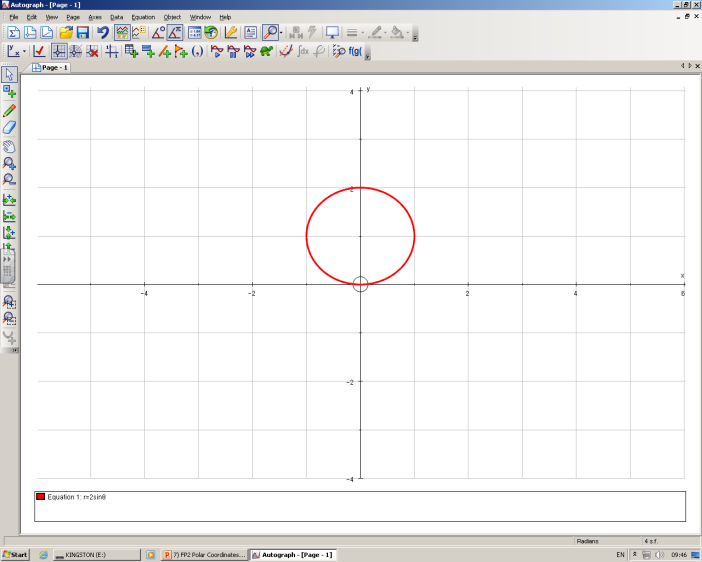 Autograph - [Page - 1]
File Edit View Page Axes Data Equation Object Window Help
∫dx f(g(
Page - 1
y
4
2
x
-4 -2 2 4 6
-2
-4
Equation 1: r=2sinθ
Radians 4 s.f.
Start KINGSTON (E:) 7) FP2 Polar Coordinates... Autograph - [Page - 1] EN 09:46